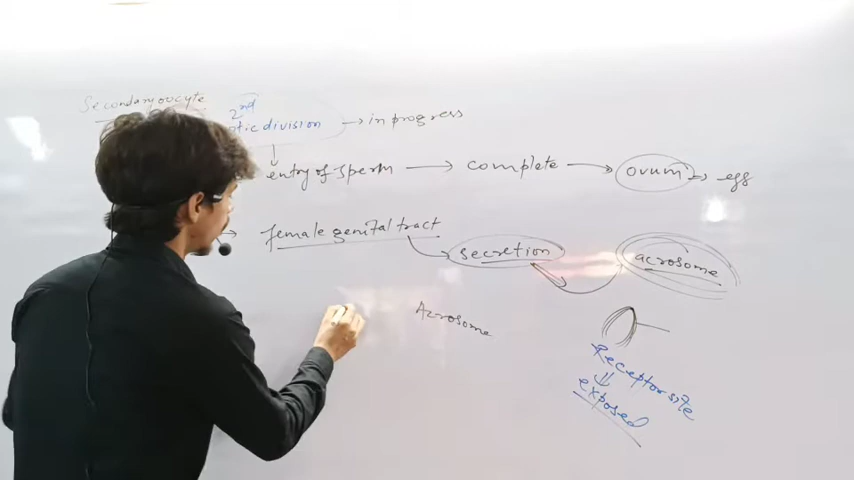 Secondary oocyte
2nd
tic division → in progress
entry of sperm → complete → ovum → egg
female genital tract
secretion
acrosome
Acrosome
Receptor site
exposed